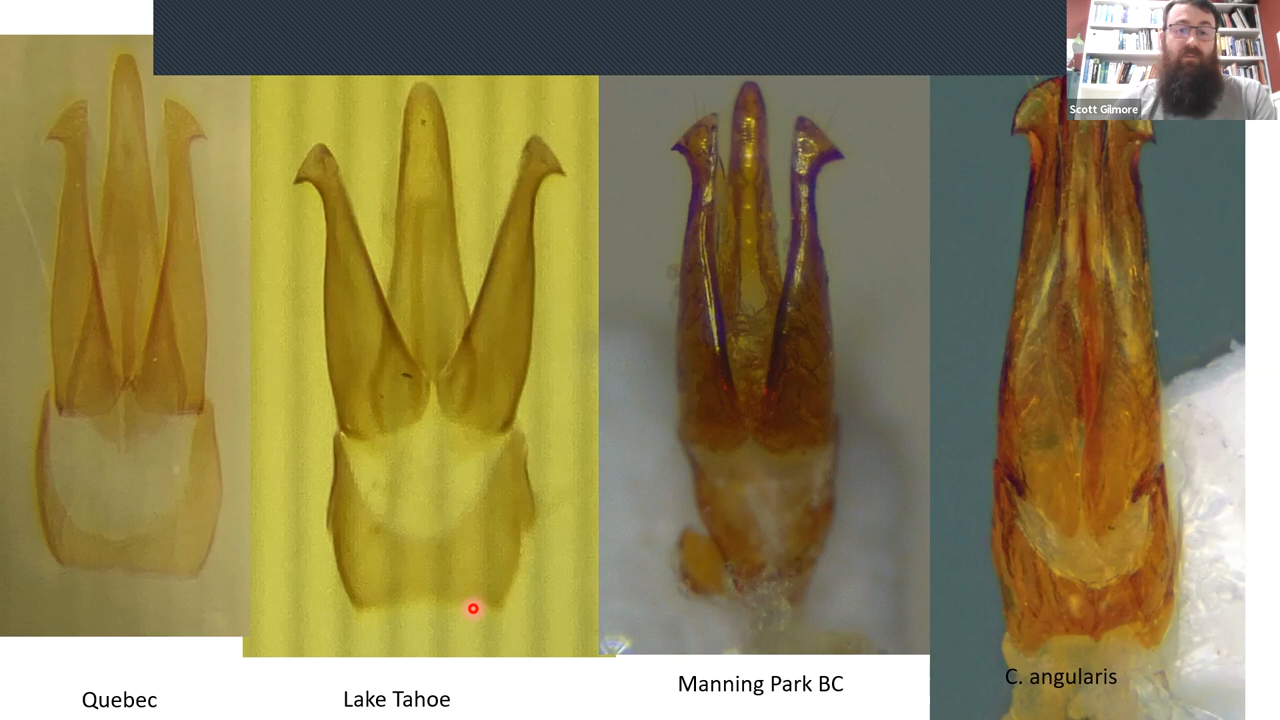 Scott Gilmore
Quebec
Lake Tahoe
Manning Park BC
C. angularis